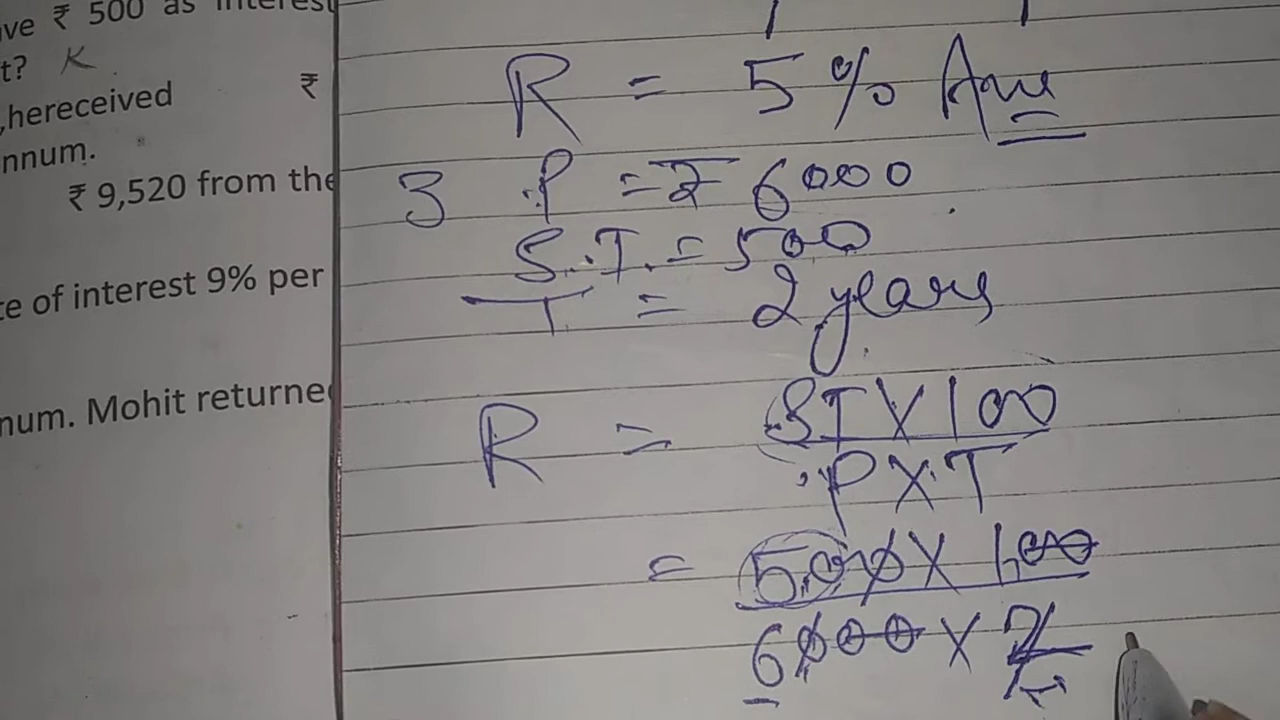 ve ₹ 500 as interest
t? K
,hereceived ₹
nnum.
₹ 9,520 from the
te of interest 9% per
num. Mohit returned
R = 5 % Ans
3 P = ₹ 6000
S.I. = 500
T = 2 years
R = SI X 100
P X T
= 500 X 100
6000 X 2